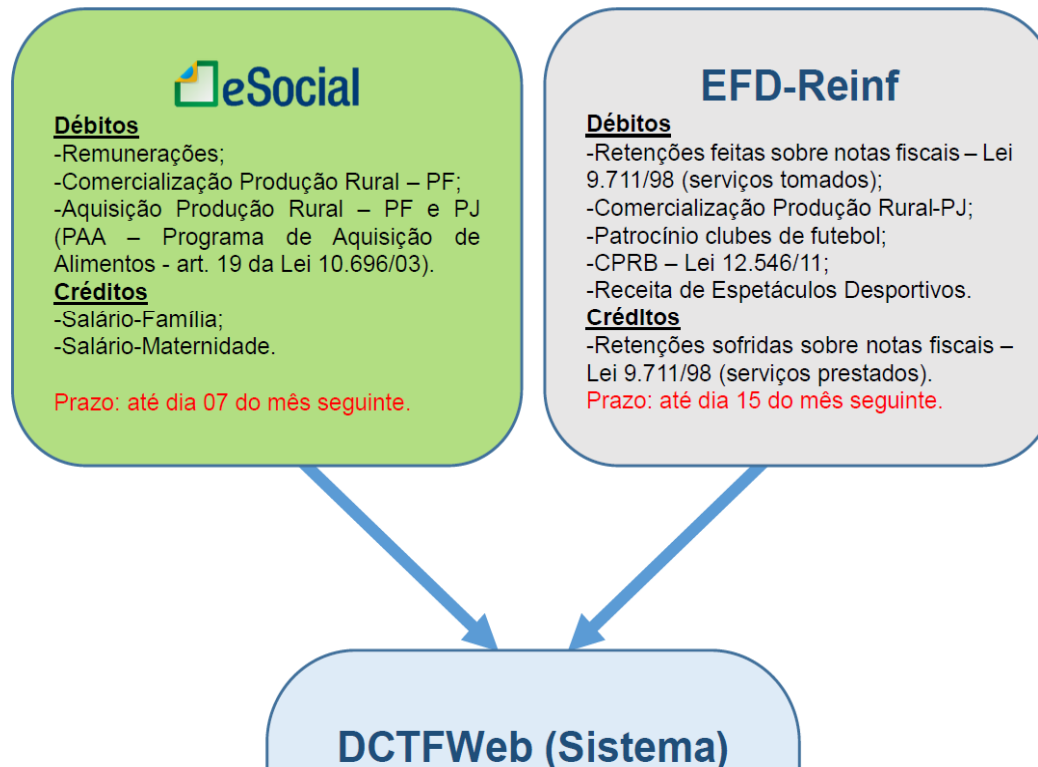 eSocial
Débitos
-Remunerações;
-Comercialização Produção Rural – PF;
-Aquisição Produção Rural – PF e PJ
(PAA – Programa de Aquisição de
Alimentos - art. 19 da Lei 10.696/03).
Créditos
-Salário-Família;
-Salário-Maternidade.
Prazo: até dia 07 do mês seguinte.
EFD-Reinf
Débitos
-Retenções feitas sobre notas fiscais – Lei
9.711/98 (serviços tomados);
-Comercialização Produção Rural-PJ;
-Patrocínio clubes de futebol;
-CPRB – Lei 12.546/11;
-Receita de Espetáculos Desportivos.
Créditos
-Retenções sofridas sobre notas fiscais –
Lei 9.711/98 (serviços prestados).
Prazo: até dia 15 do mês seguinte.
DCTFWeb (Sistema)